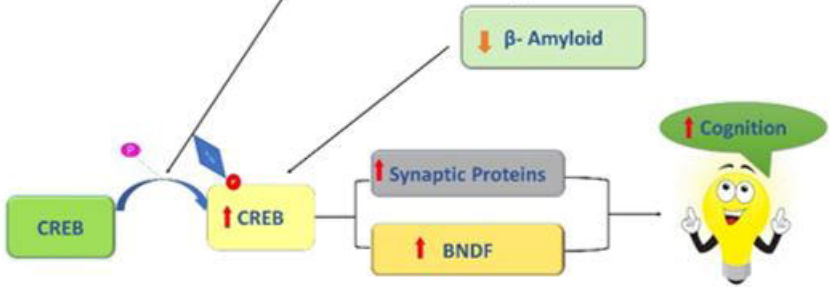 β- Amyloid
P
Cognition
Synaptic Proteins
P
CREB
CREB
BNDF